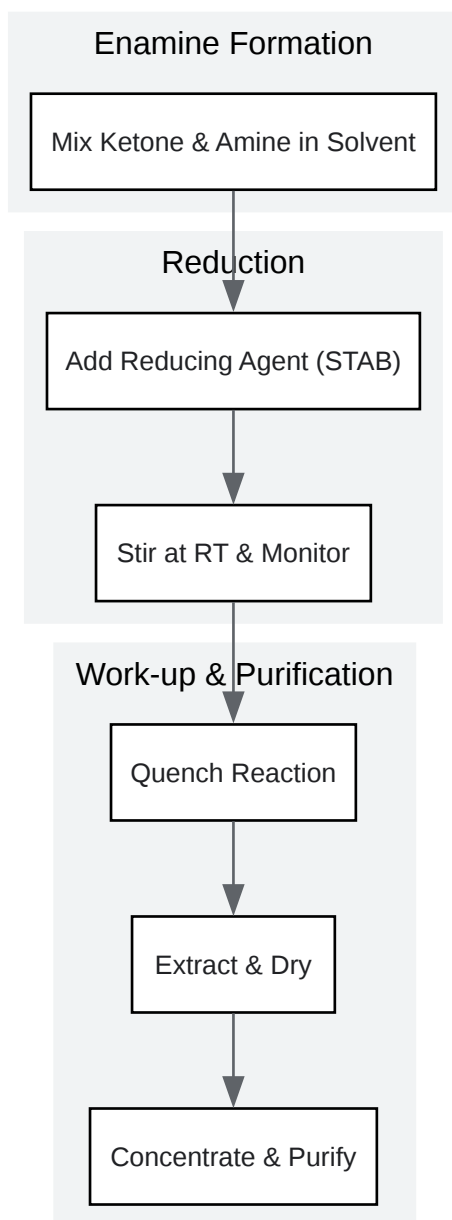 Enamine Formation
Mix Ketone & Amine in Solvent
Reduction
Add Reducing Agent (STAB)
Stir at RT & Monitor
Work-up & Purification
Quench Reaction
Extract & Dry
Concentrate & Purify